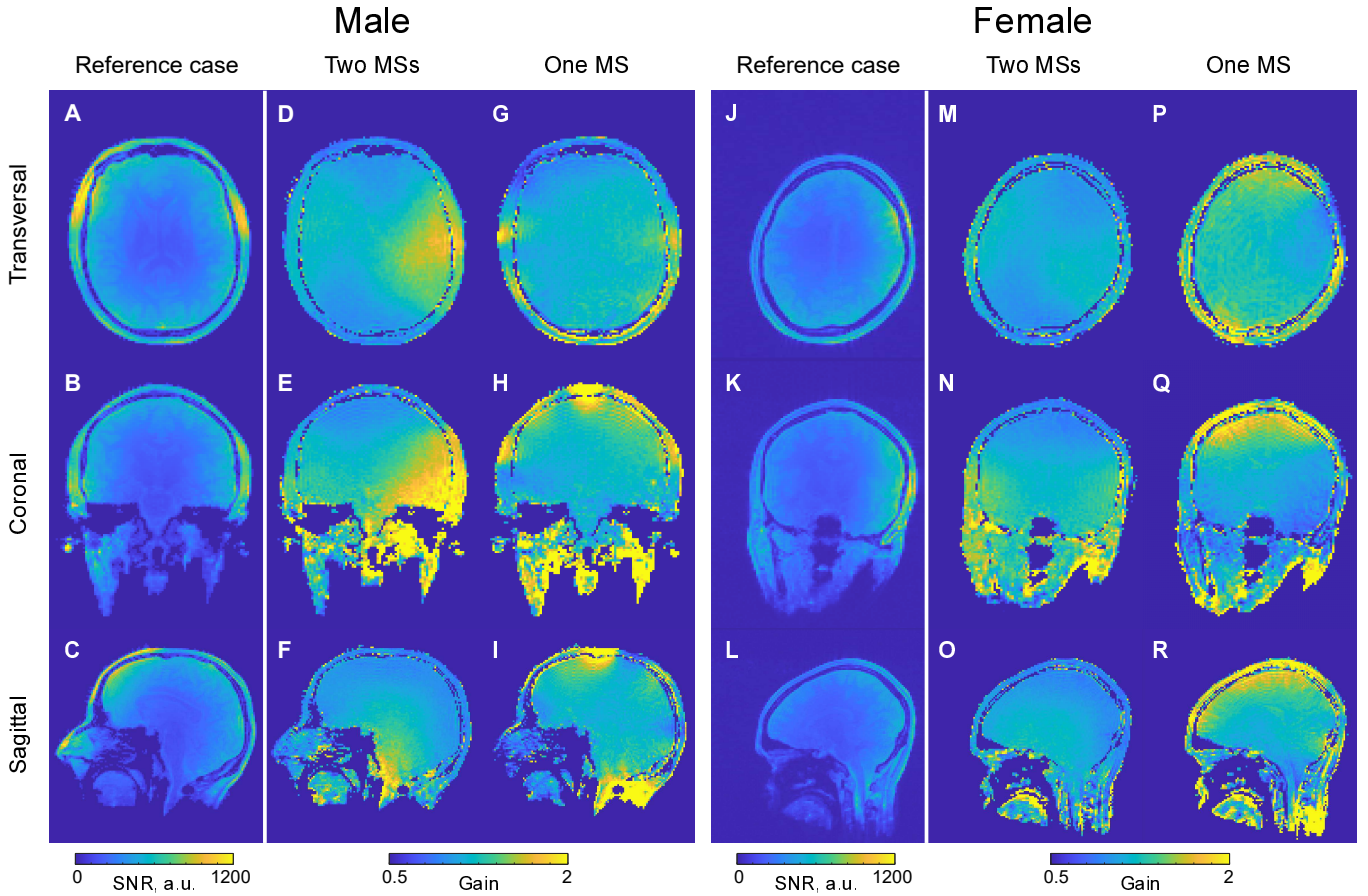 Male Female
Reference case Two MSs One MS Reference case Two MSs One MS
Transversal
A D G J M P
Coronal
B E H K N Q
Sagittal
C F I L O R
0 1200 0.5 2 0 1200 0.5 2
SNR, a.u. Gain SNR, a.u. Gain